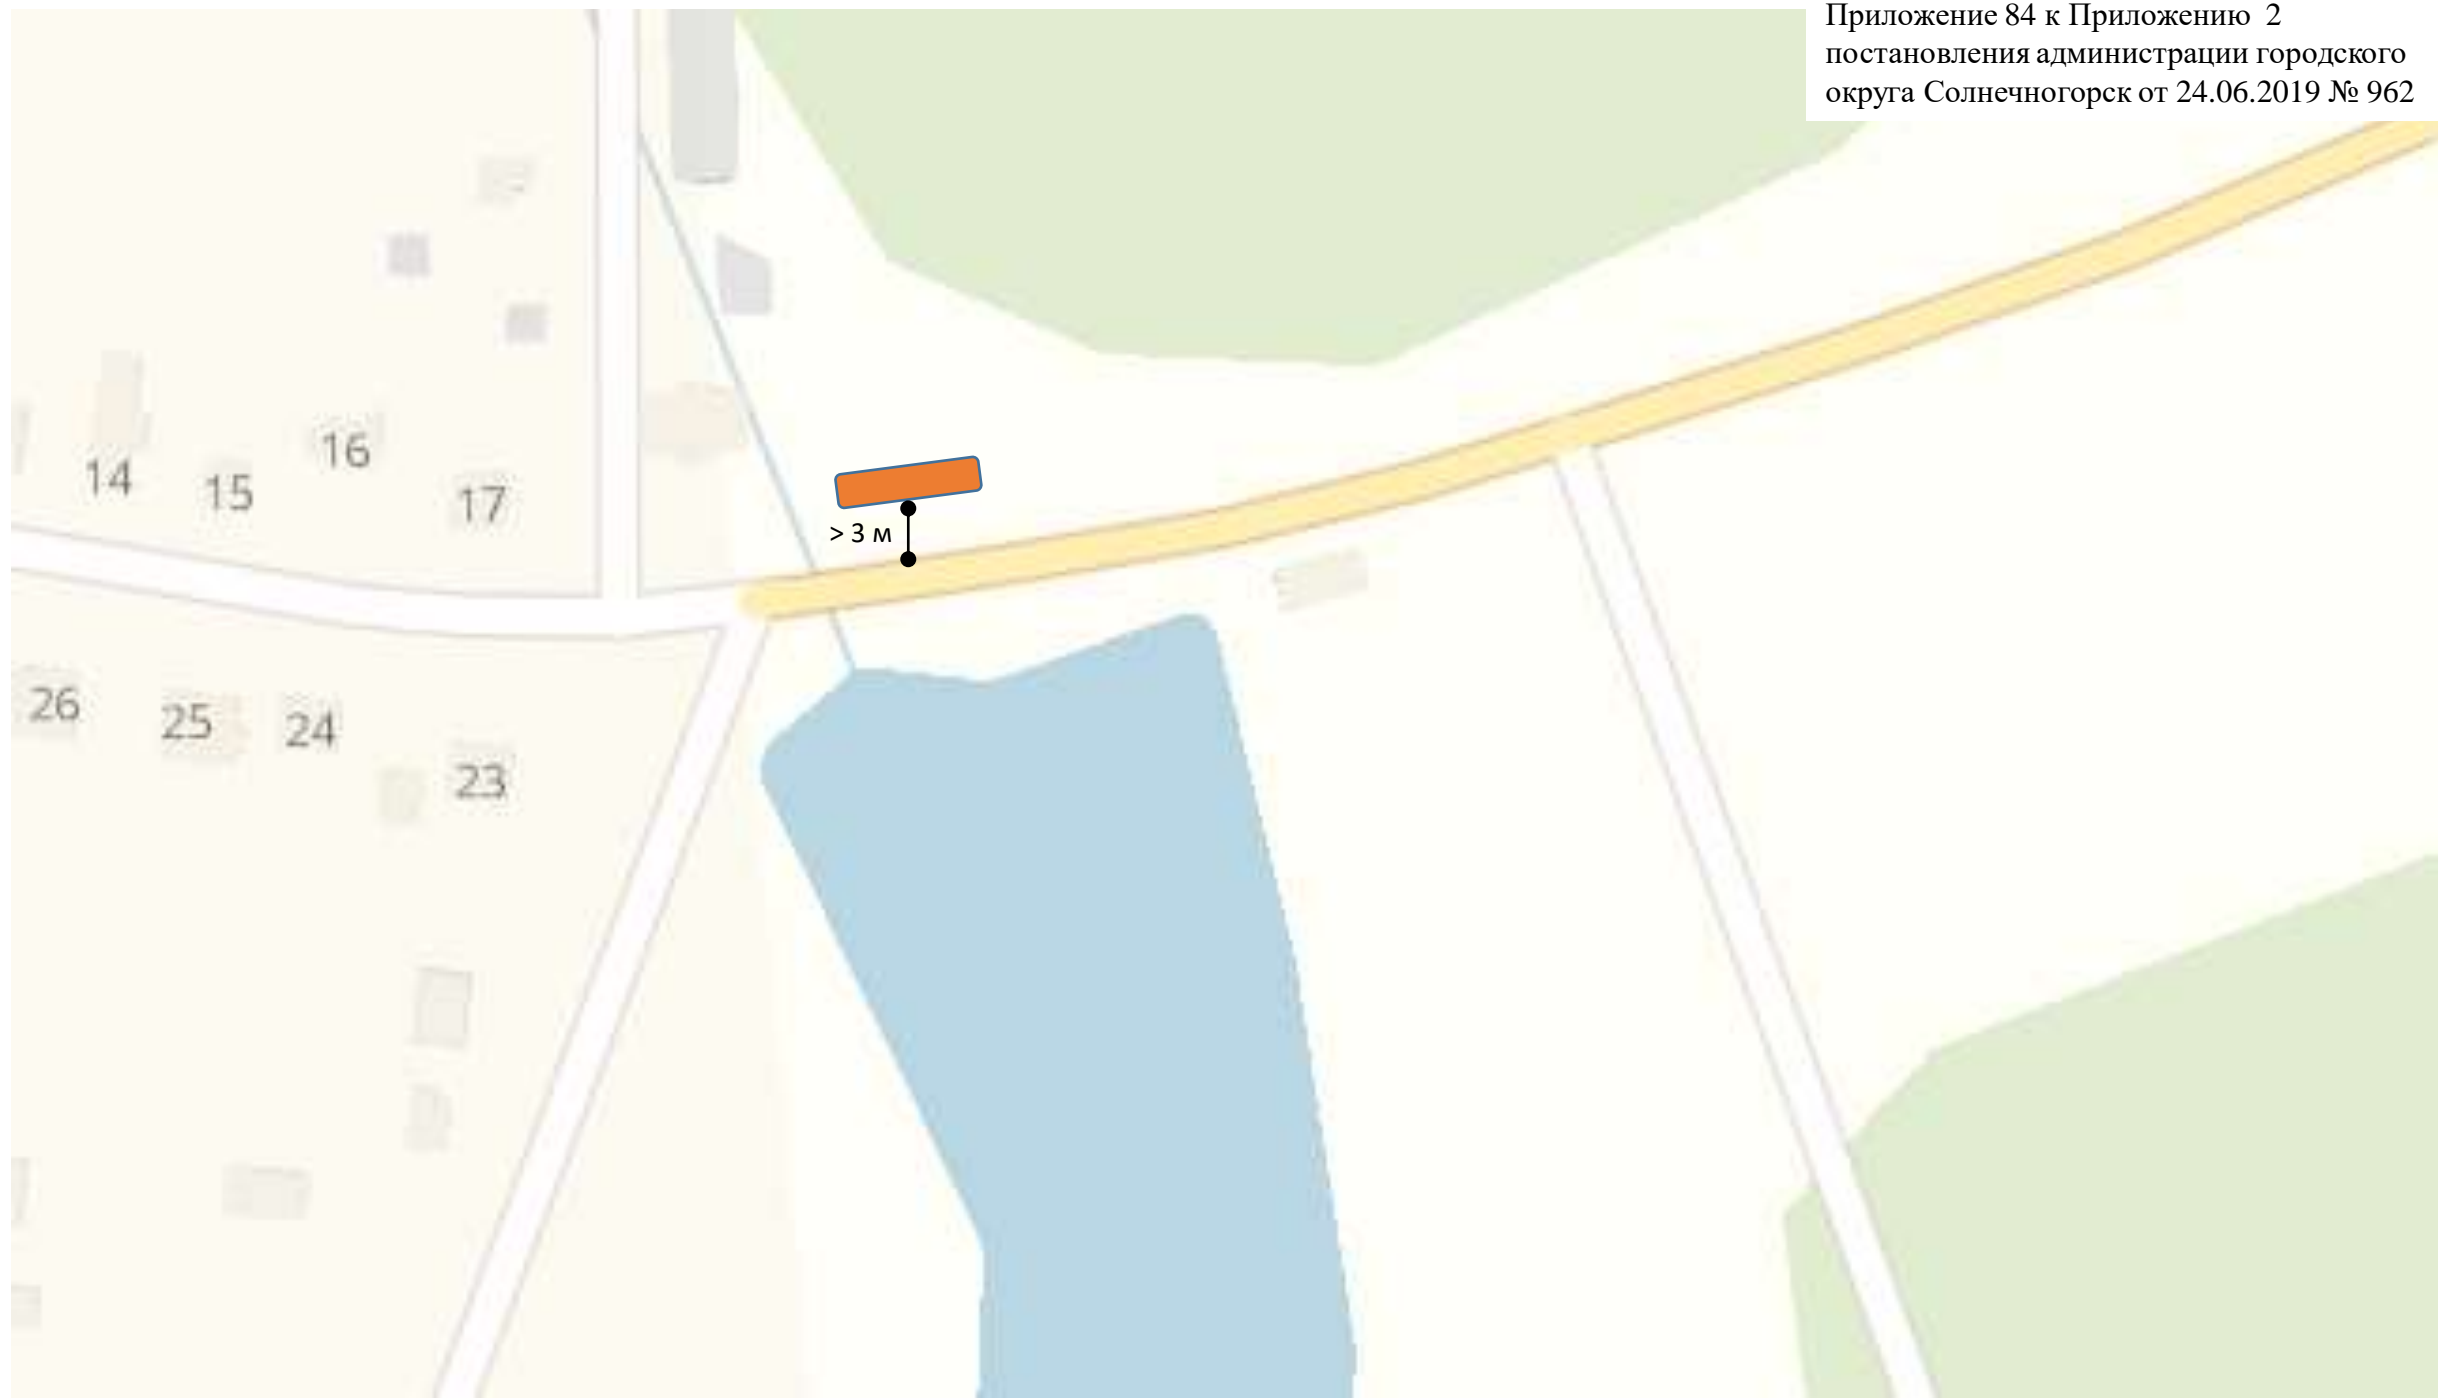 Приложение 84 к Приложению 2
постановления администрации городского
округа Солнечногорск от 24.06.2019 № 962
14
15
16
17
> 3 м
26
25
24
23